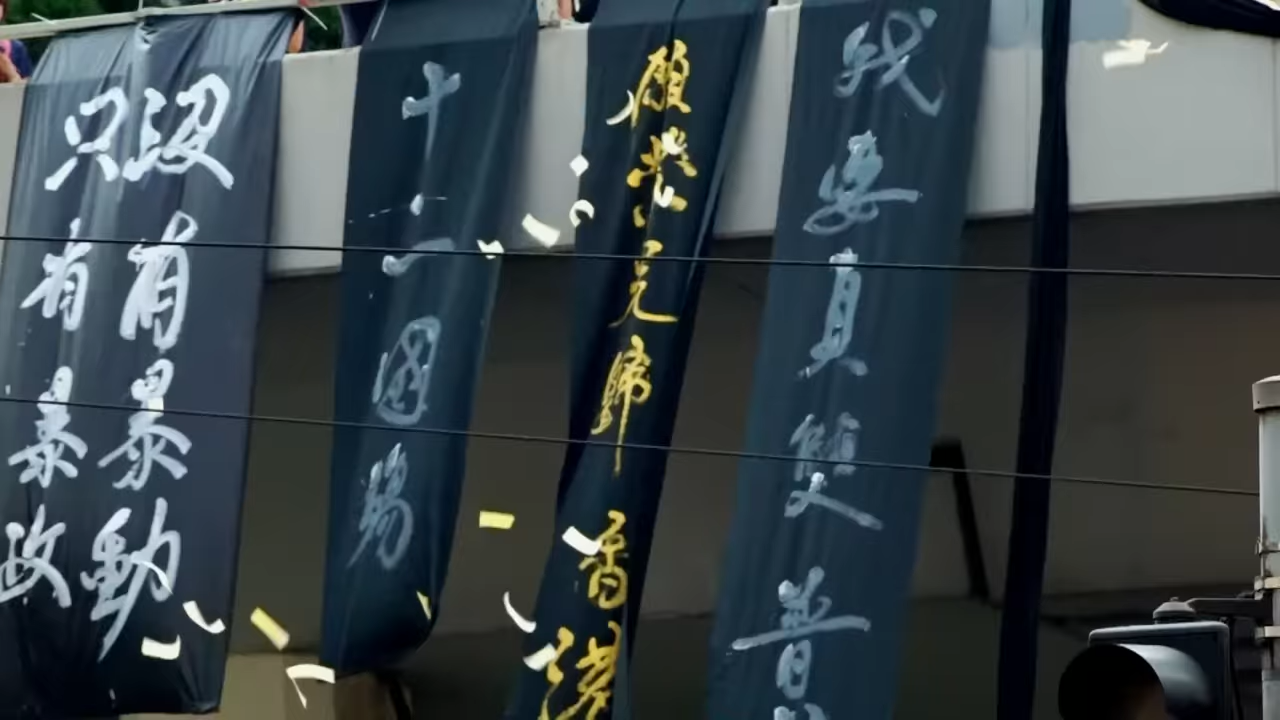 我要真雙普
願榮光歸香港
十·一國殤
沒有暴動
只有暴政